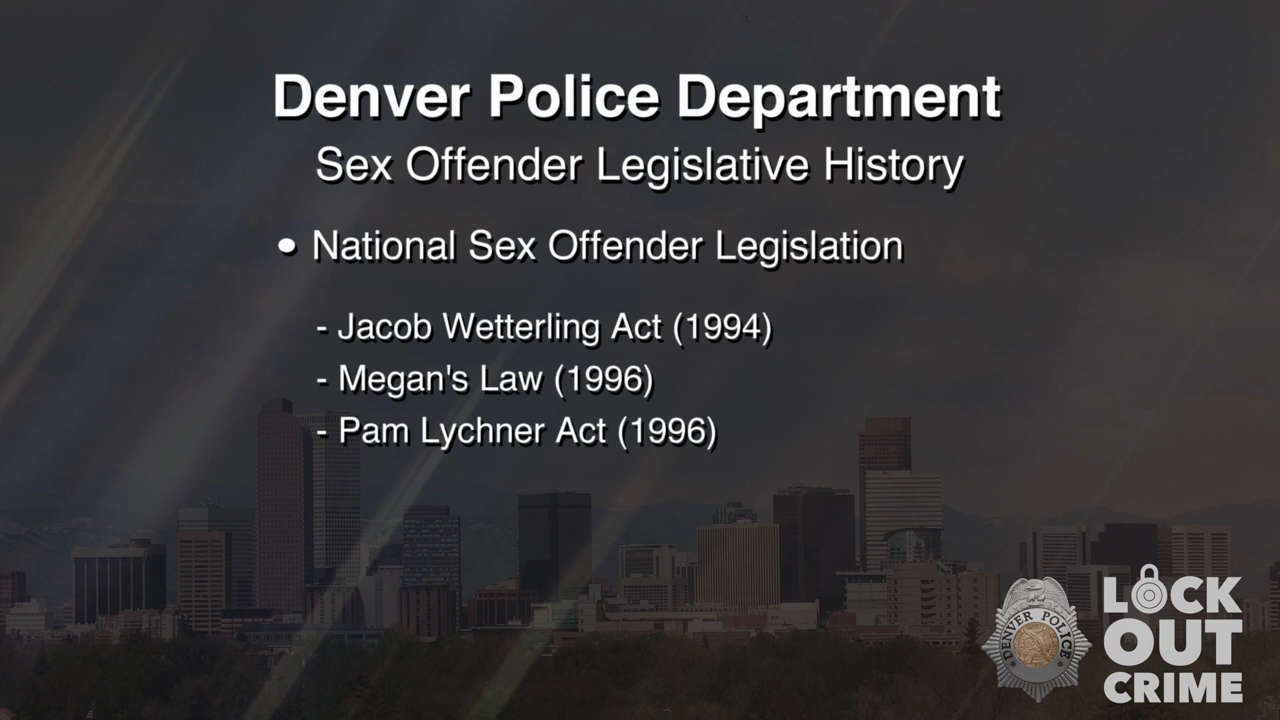 Denver Police Department
Sex Offender Legislative History
• National Sex Offender Legislation
- Jacob Wetterling Act (1994)
- Megan's Law (1996)
- Pam Lychner Act (1996)
DENVER POLICE
LOCK
OUT
CRIME